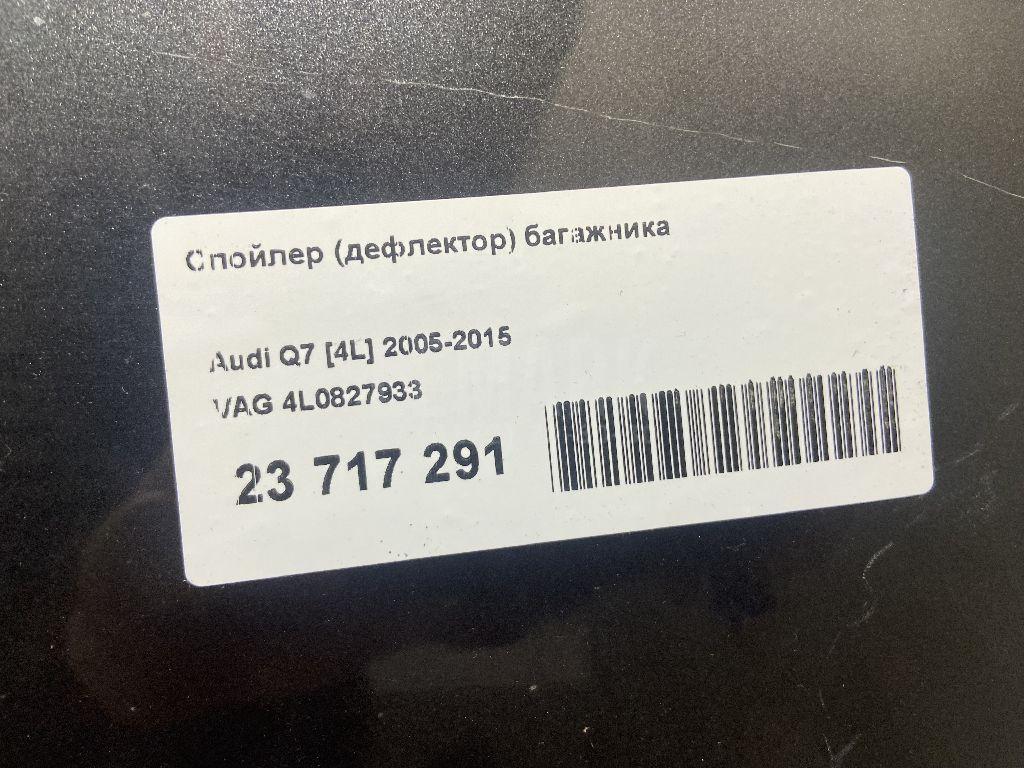 Спойлер (дефлектор) багажника
Audi Q7 [4L] 2005-2015
VAG 4L0827933
23 717 291